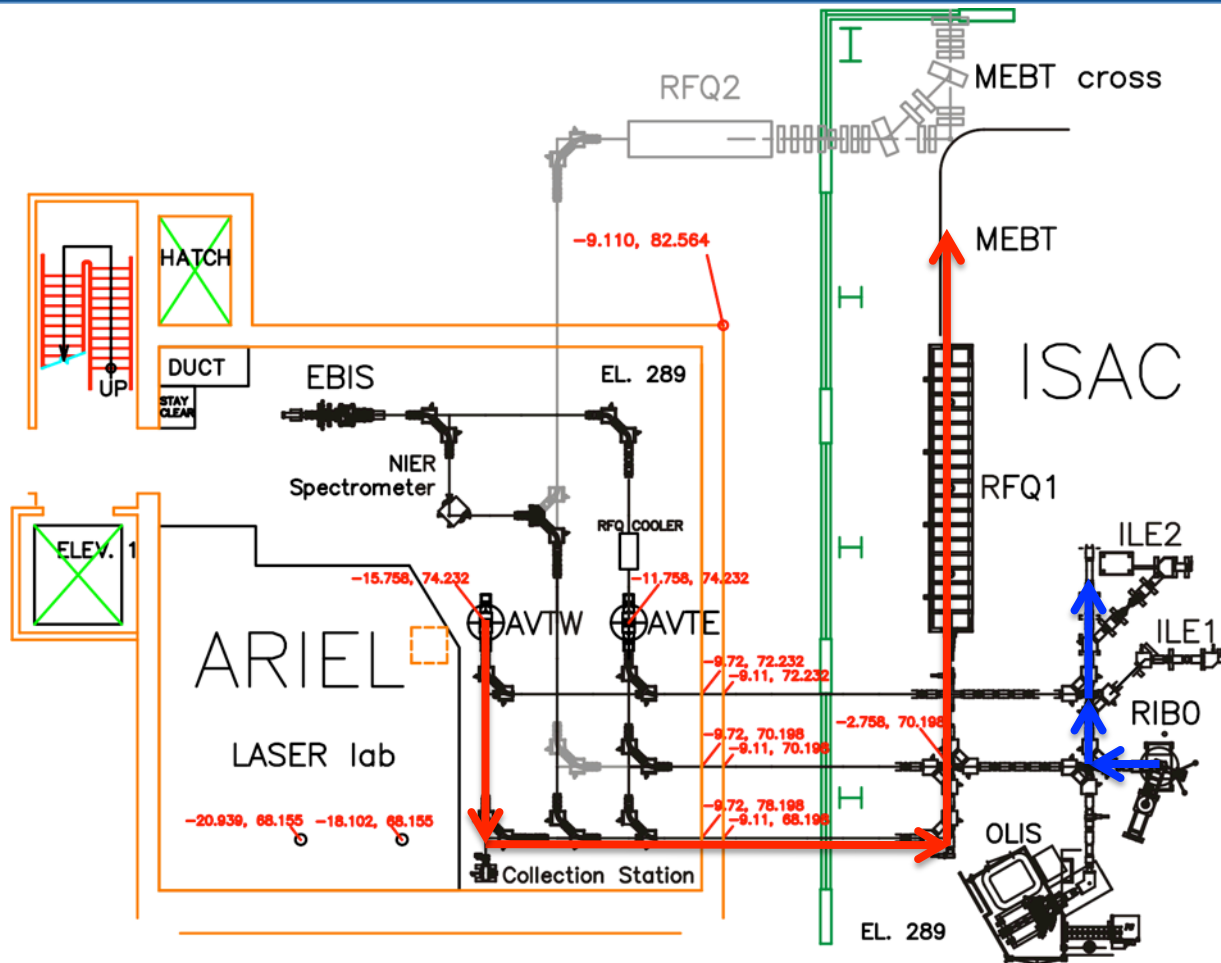 RFQ2
MEBT cross
-9.110, 82.564
MEBT
HATCH
ISAC
DUCT
EBIS
EL. 289
UP
STAY
CLEAR
NIER
Spectrometer
RFQ1
RFQ COOLER
ILE2
ELEV. 1
-15.758, 74.232
-11.758, 74.232
AVTW
AVTE
ILE1
ARIEL
-9.72, 72.232
-9.11, 72.232
RIBO
-2.758, 70.198
-9.72, 70.198
-9.11, 70.198
LASER lab
-20.939, 68.155
-18.102, 68.155
-9.72, 78.198
-9.11, 68.198
OLIS
Collection Station
EL. 289